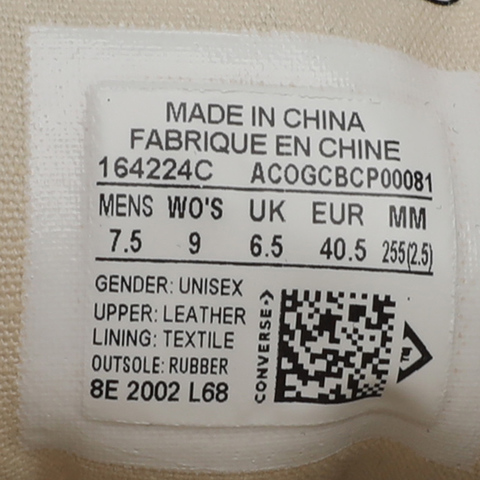 MADE IN CHINA
FABRIQUE EN CHINE
164224C ACOGCBCP00081
MENS WO'S UK EUR MM
7.5 9 6.5 40.5 255(2.5)
GENDER: UNISEX
UPPER: LEATHER
LINING: TEXTILE
OUTSOLE: RUBBER
8E 2002 L68
CONVERSE
TM